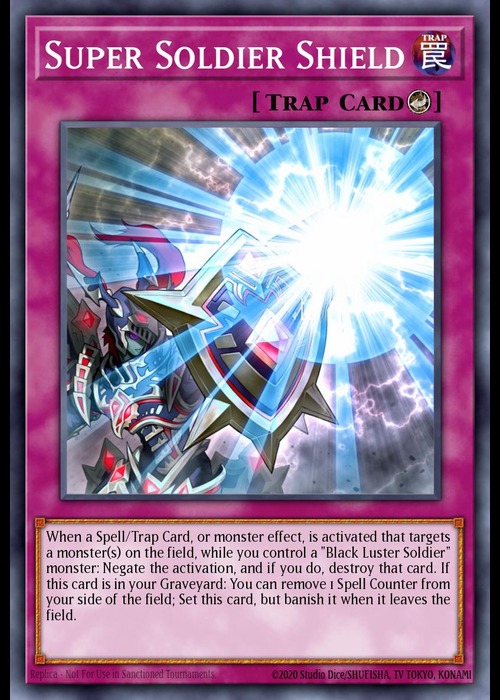 SUPER SOLDIER SHIELD
TRAP
罠
[ TRAP CARD ]
When a Spell/Trap Card, or monster effect, is activated that targets
a monster(s) on the field, while you control a "Black Luster Soldier"
monster: Negate the activation, and if you do, destroy that card. If
this card is in your Graveyard: You can remove 1 Spell Counter from
your side of the field; Set this card, but banish it when it leaves the
field.
Replica - Not For Use in Sanctioned Tournaments
©2020 Studio Dice/SHUEISHA, TV TOKYO, KONAMI